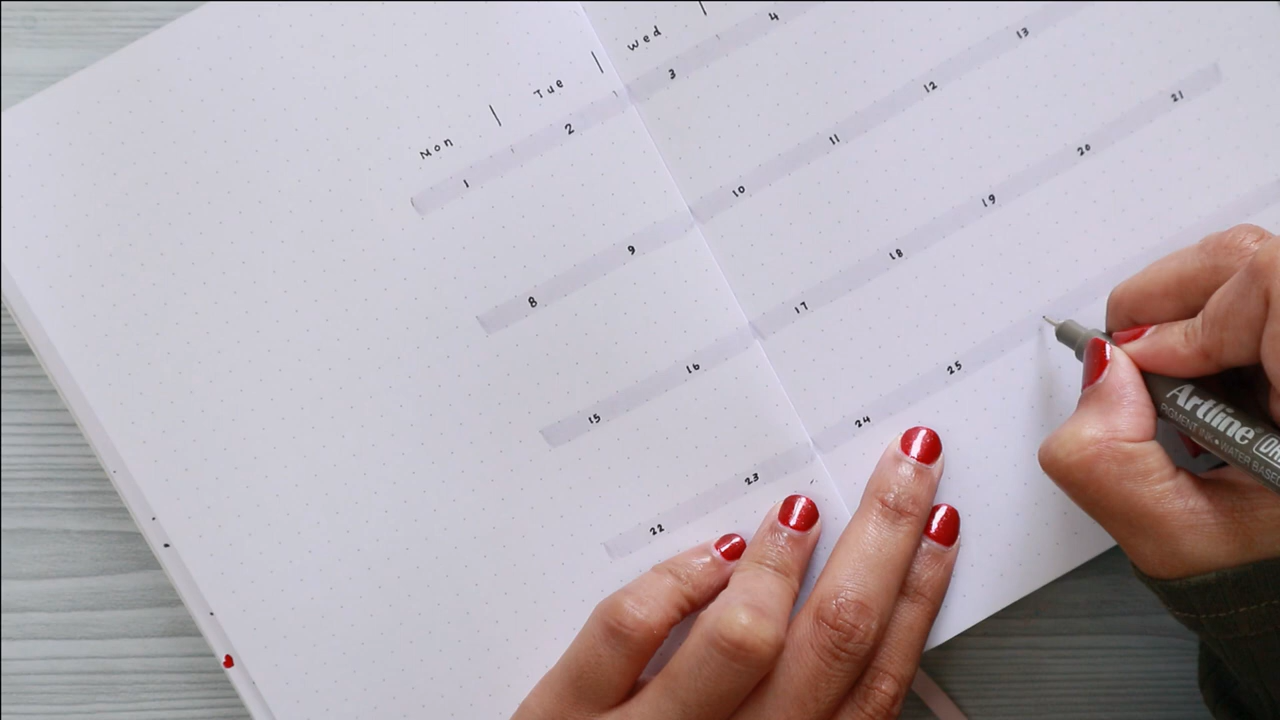 Mon | Tue | Wed |
1 2 3 4
8 9 10 11 12 13
15 16 17 18 19 20 21
22 23 24 25
Artline
PIGMENT INK • WATER BASED